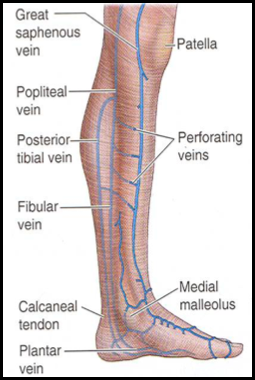 Great
saphenous
vein
Patella
Popliteal
vein
Posterior
tibial vein
Perforating
veins
Fibular
vein
Medial
malleolus
Calcaneal
tendon
Plantar
vein